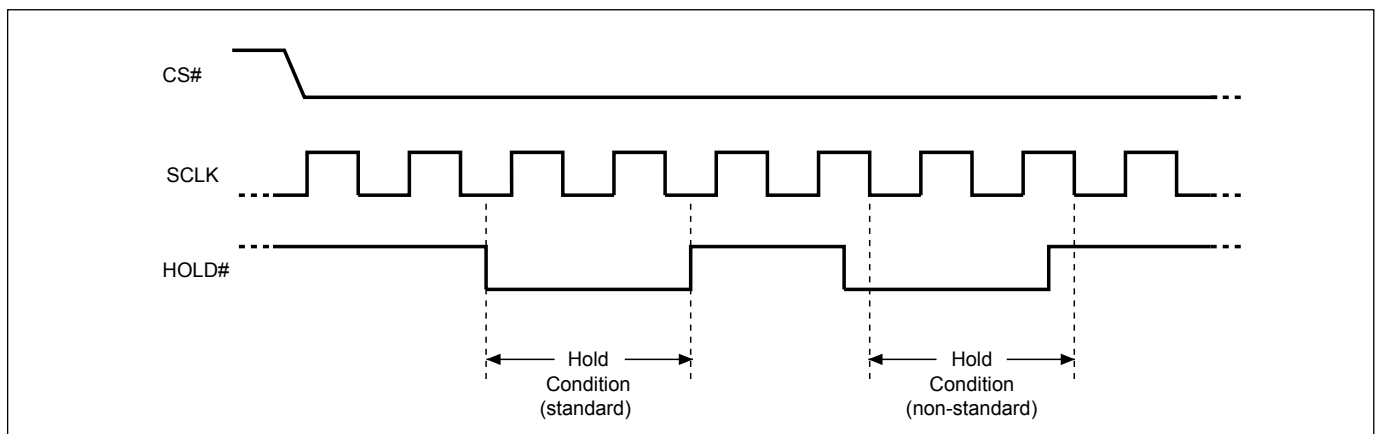 CS#
SCLK
HOLD#
Hold
Condition
(standard)
Hold
Condition
(non-standard)